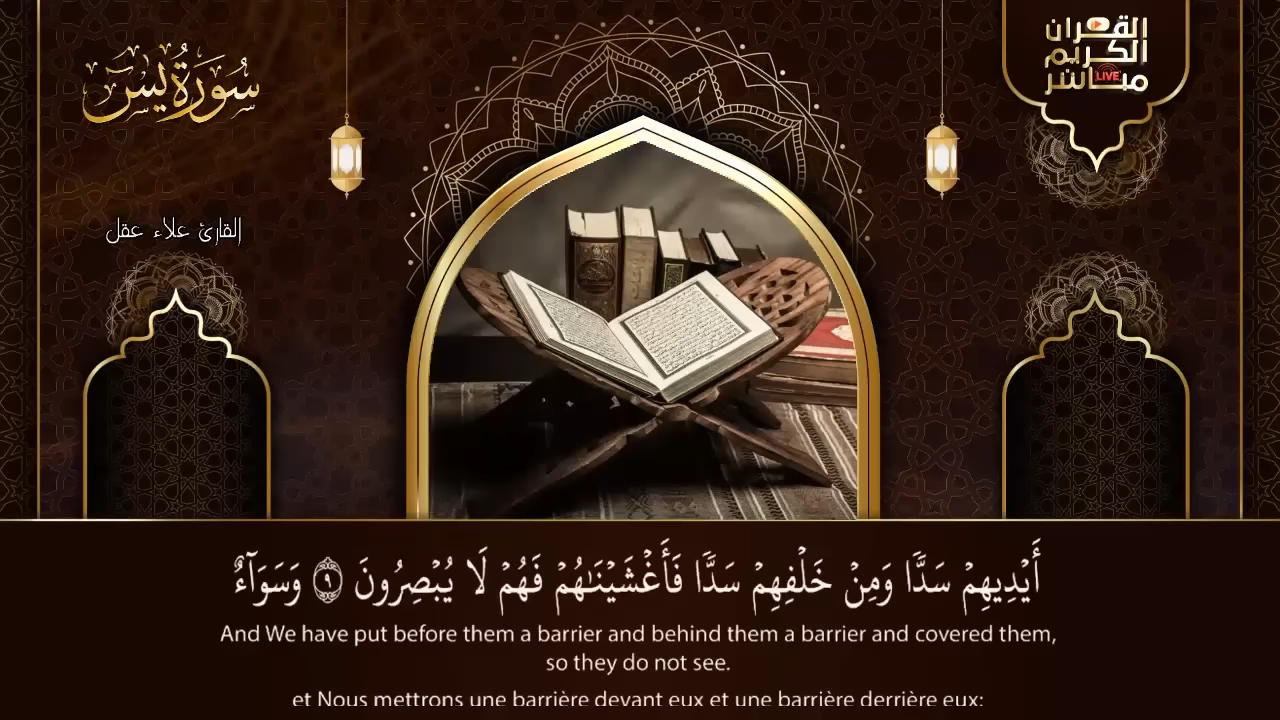 سُورَةُ يسٓ
القرآن
الكريم
مباشر
LIVE
القارئ علاء عقل
أَيْدِيهِمْ سَدًّا وَمِنْ خَلْفِهِمْ سَدًّا فَأَغْشَيْنَـٰهُمْ فَهُمْ لَا يُبْصِرُونَ ۝٩ وَسَوَآءٌ
And We have put before them a barrier and behind them a barrier and covered them,
so they do not see.
et Nous mettrons une barrière devant eux et une barrière derrière eux;